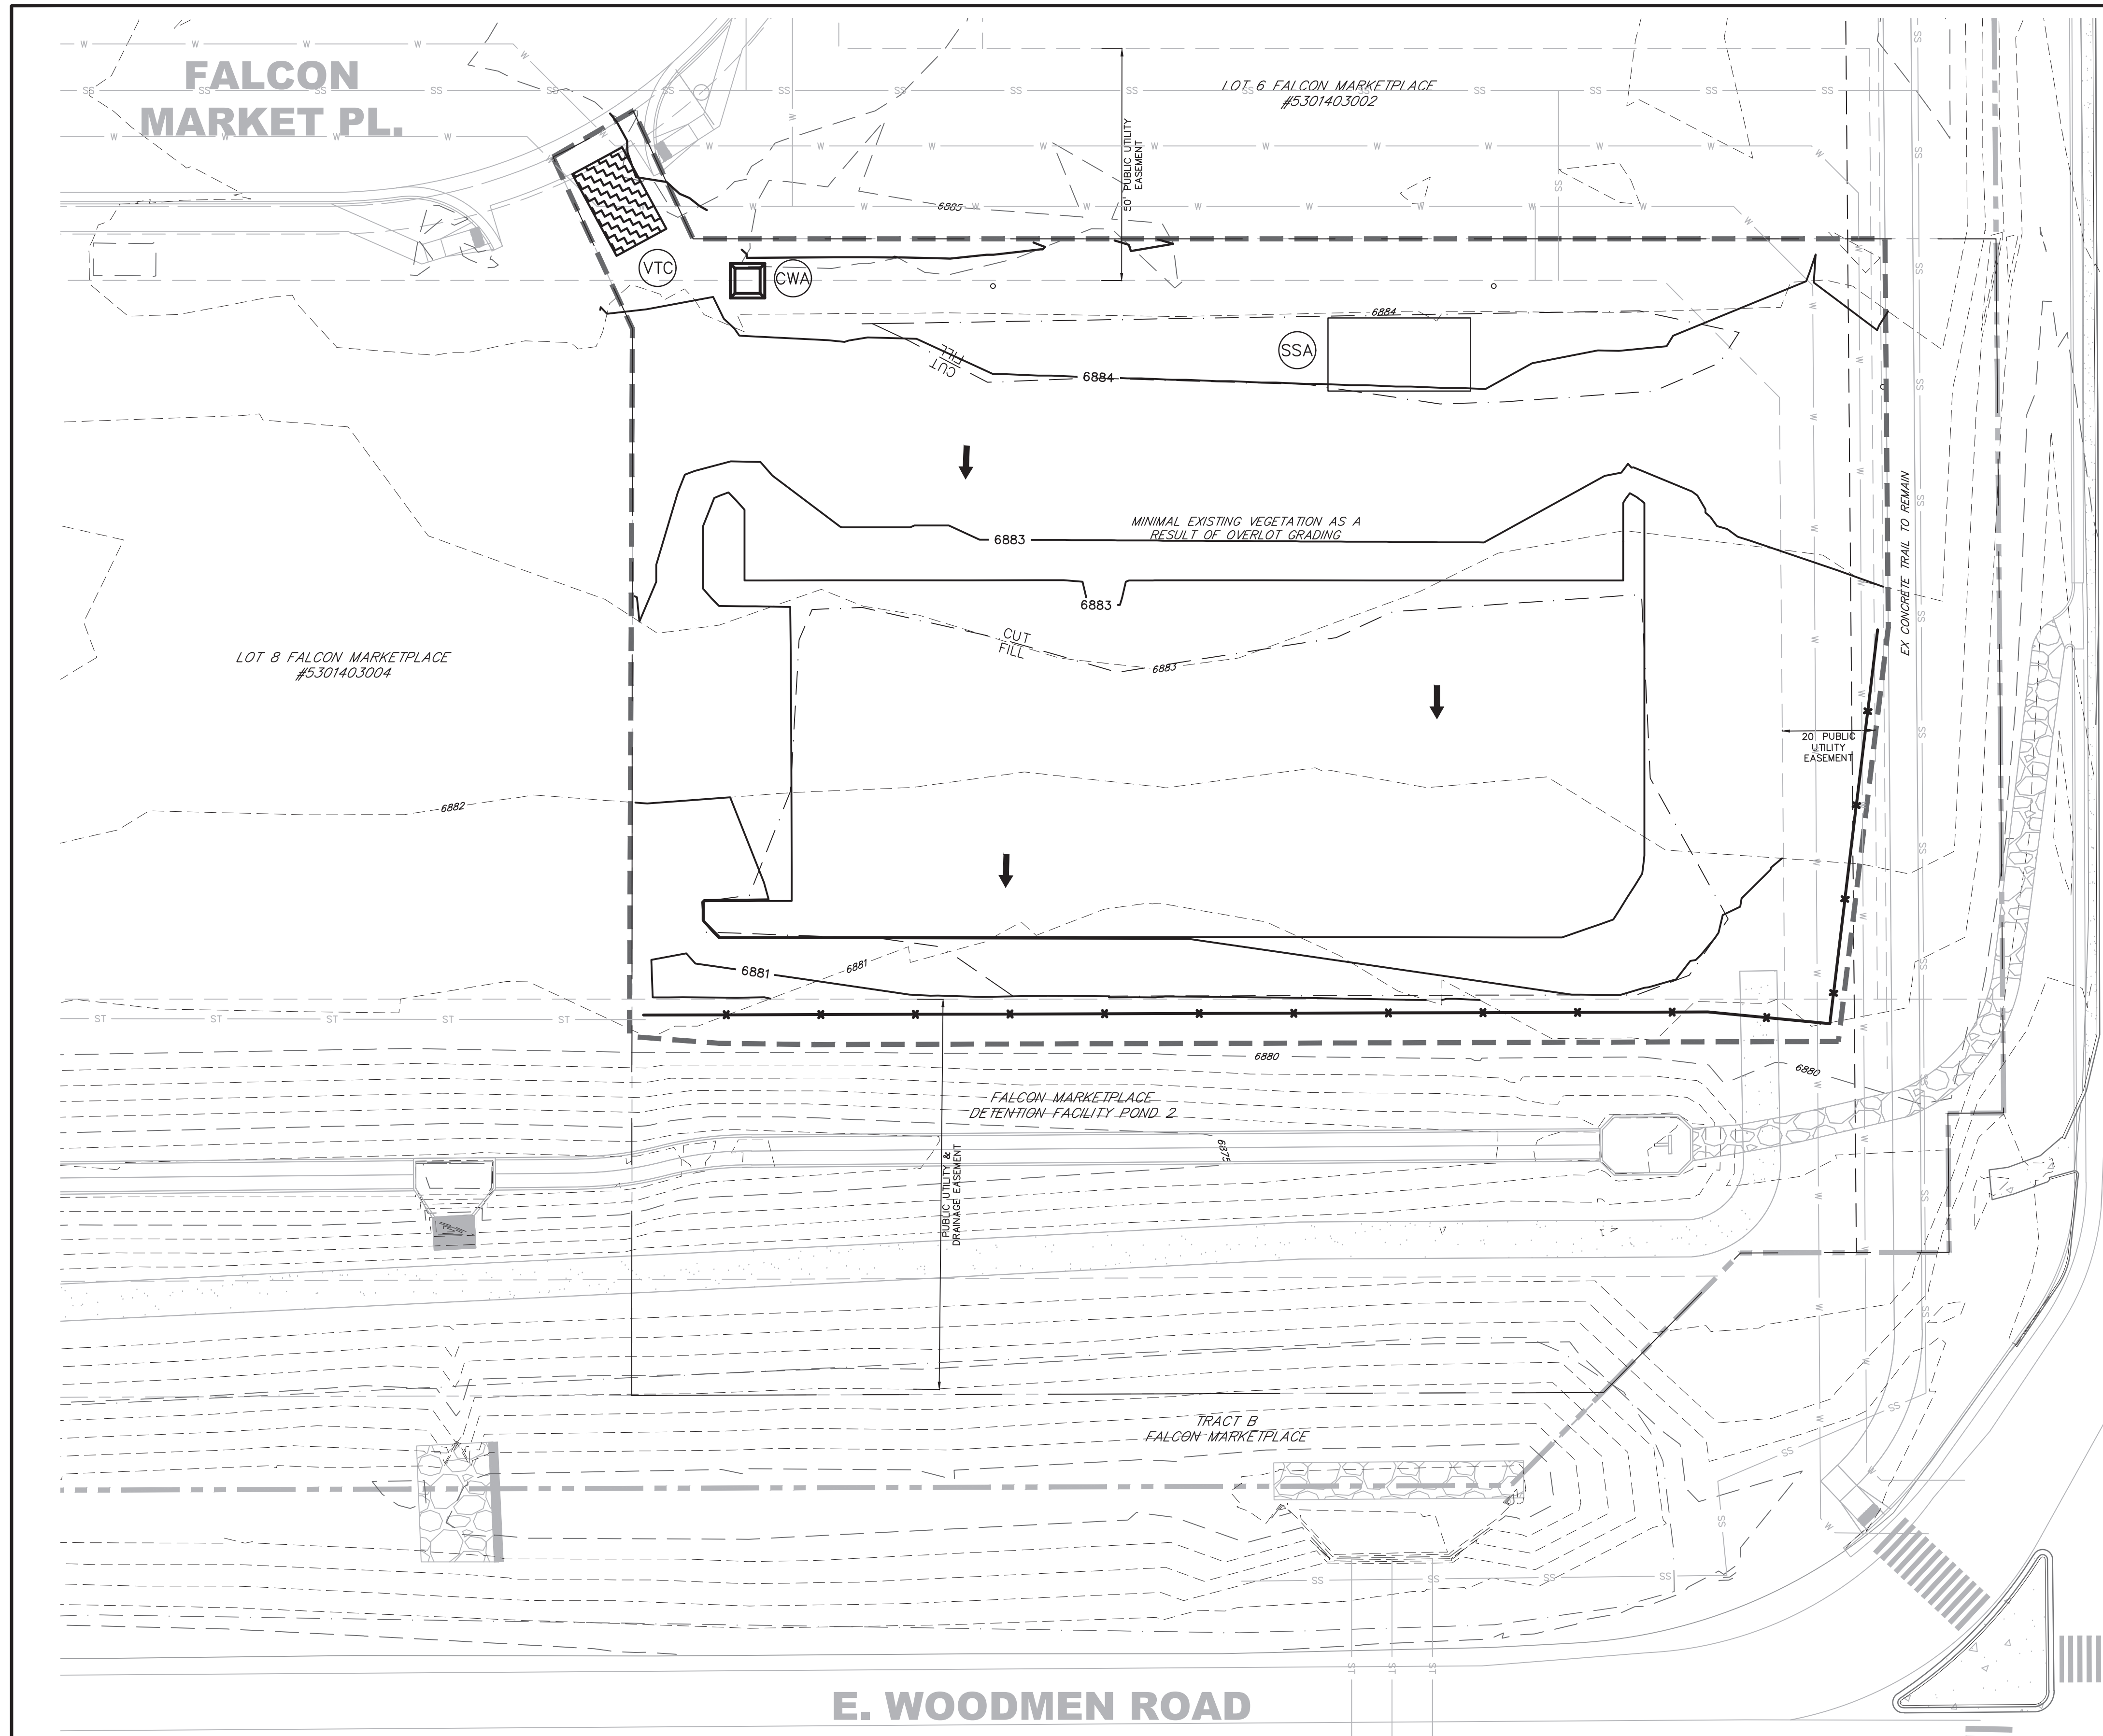 FALCON
MARKET PL.
LOT 6 FALCON MARKETPLACE
#5301403002
50' PUBLIC UTILITY
EASEMENT
6885
VTC
CWA
6884
SSA
CUT
FILL
6884
EX CONCRETE TRAIL TO REMAIN
MINIMAL EXISTING VEGETATION AS A
RESULT OF OVERLOT GRADING
6883
6883
CUT
FILL
6883
LOT 8 FALCON MARKETPLACE
#5301403004
20' PUBLIC
UTILITY
EASEMENT
6882
6881
6881
6880
6880
FALCON MARKETPLACE
DETENTION FACILITY POND 2
6875
PUBLIC UTILITY &
DRAINAGE EASEMENT
TRACT B
FALCON MARKETPLACE
E. WOODMEN ROAD
W
SS
ST